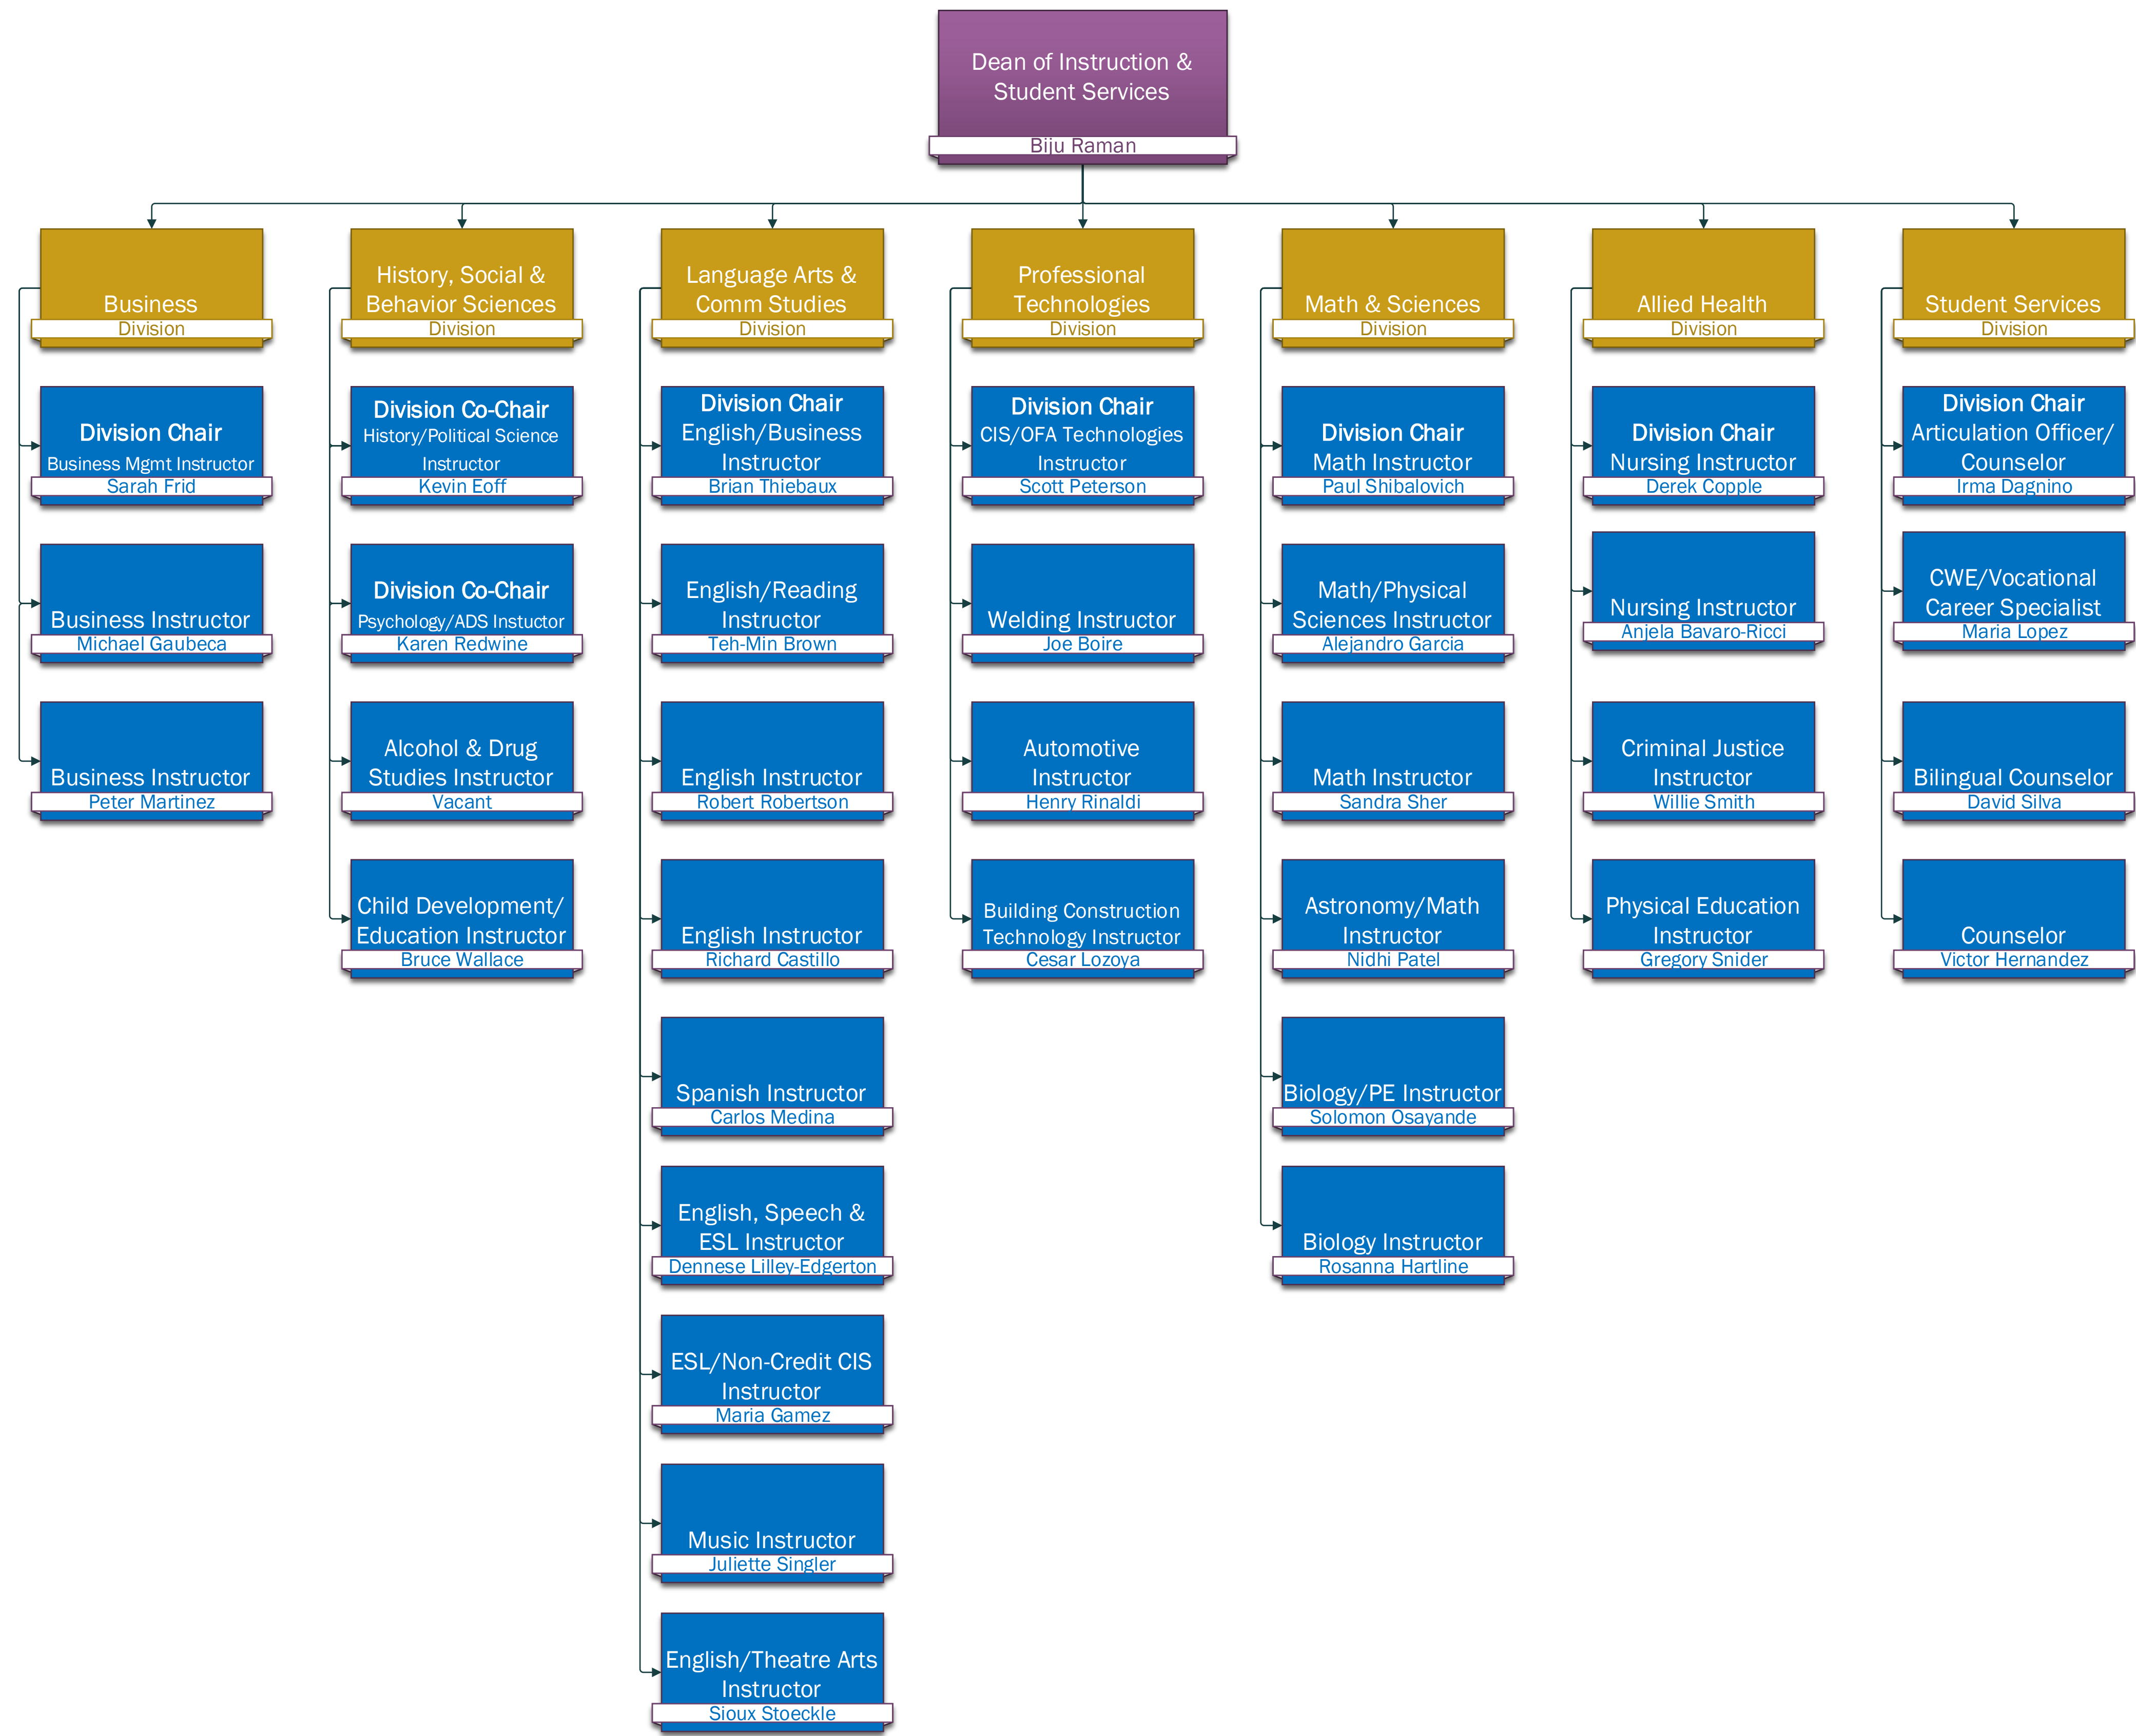 Dean of Instruction &
Student Services
Biju Raman
Business
Division
Division Chair
Business Mgmt Instructor
Sarah Frid
Business Instructor
Michael Gaubeca
Business Instructor
Peter Martinez
History, Social &
Behavior Sciences
Division
Division Co-Chair
History/Political Science
Instructor
Kevin Eoff
Division Co-Chair
Psychology/ADS Instuctor
Karen Redwine
Alcohol & Drug
Studies Instructor
Vacant
Child Development/
Education Instructor
Bruce Wallace
Language Arts &
Comm Studies
Division
Division Chair
English/Business
Instructor
Brian Thiebaux
English/Reading
Instructor
Teh-Min Brown
English Instructor
Robert Robertson
English Instructor
Richard Castillo
Spanish Instructor
Carlos Medina
English, Speech &
ESL Instructor
Dennese Lilley-Edgerton
ESL/Non-Credit CIS
Instructor
Maria Gamez
Music Instructor
Juliette Singler
English/Theatre Arts
Instructor
Sioux Stoeckle
Professional
Technologies
Division
Division Chair
CIS/OFA Technologies
Instructor
Scott Peterson
Welding Instructor
Joe Boire
Automotive
Instructor
Henry Rinaldi
Building Construction
Technology Instructor
Cesar Lozoya
Math & Sciences
Division
Division Chair
Math Instructor
Paul Shibalovich
Math/Physical
Sciences Instructor
Alejandro Garcia
Math Instructor
Sandra Sher
Astronomy/Math
Instructor
Nidhi Patel
Biology/PE Instructor
Solomon Osayande
Biology Instructor
Rosanna Hartline
Allied Health
Division
Division Chair
Nursing Instructor
Derek Copple
Nursing Instructor
Anjela Bavaro-Ricci
Criminal Justice
Instructor
Willie Smith
Physical Education
Instructor
Gregory Snider
Student Services
Division
Division Chair
Articulation Officer/
Counselor
Irma Dagnino
CWE/Vocational
Career Specialist
Maria Lopez
Bilingual Counselor
David Silva
Counselor
Victor Hernandez